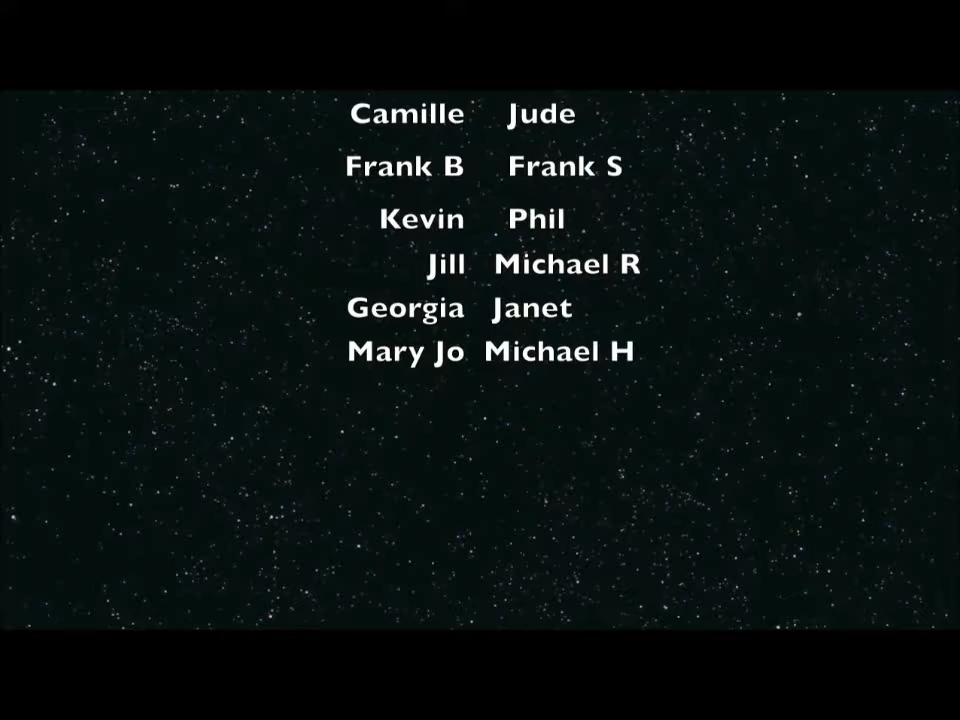 Camille Jude
Frank B Frank S
Kevin Phil
Jill Michael R
Georgia Janet
Mary Jo Michael H